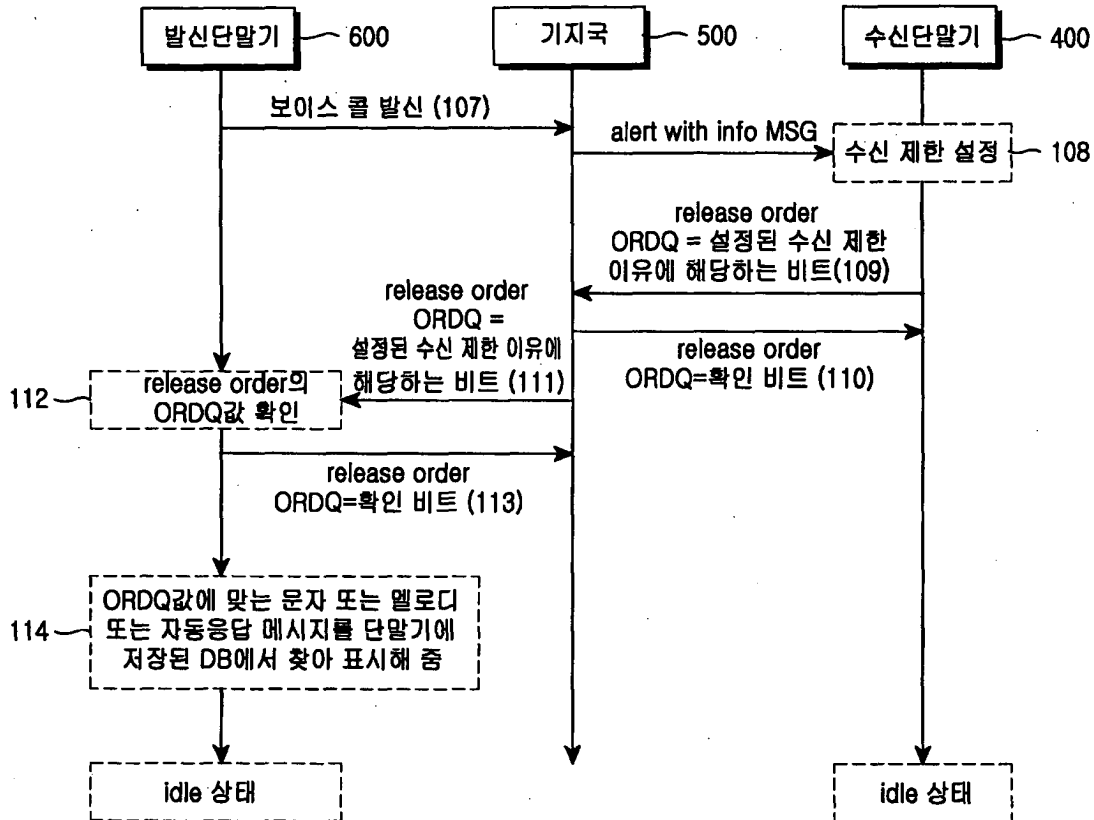 발신단말기 600
기지국 500
수신단말기 400
보이스 콜 발신 (107)
alert with info MSG
수신 제한 설정 108
release order
ORDQ = 설정된 수신 제한
이유에 해당하는 비트(109)
release order
ORDQ =
설정된 수신 제한 이유에
해당하는 비트 (111)
release order
ORDQ=확인 비트 (110)
112
release order의
ORDQ값 확인
release order
ORDQ=확인 비트 (113)
114
ORDQ값에 맞는 문자 또는 멜로디
또는 자동응답 메시지를 단말기에
저장된 DB에서 찾아 표시해 줌
idle 상태
idle 상태